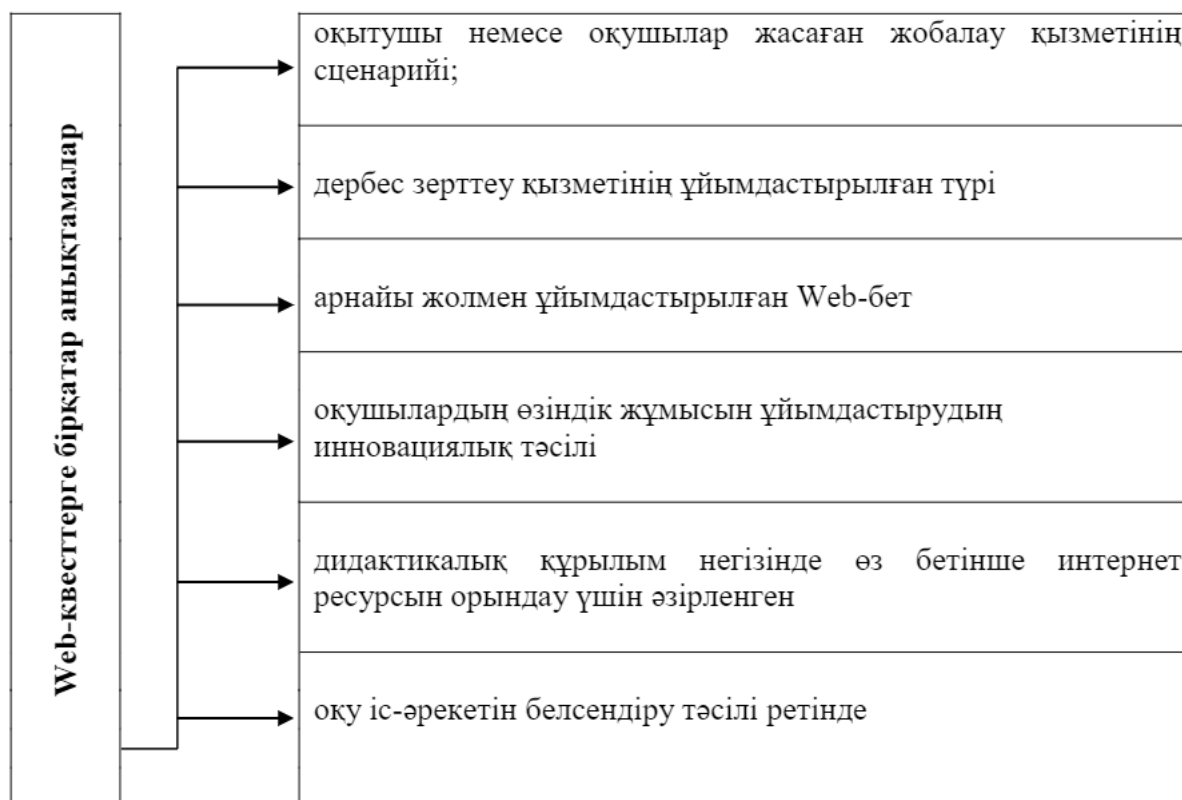 Web-квесттерге бірқатар анықтамалар
оқытушы немесе оқушылар жасаған жобалау қызметінің
сценарийі;
дербес зерттеу қызметінің ұйымдастырылған түрі
арнайы жолмен ұйымдастырылған Web-бет
оқушылардың өзіндік жұмысын ұйымдастырудың
инновациялық тәсілі
дидактикалық құрылым негізінде өз бетінше интернет
ресурсын орындау үшін әзірленген
оқу іс-әрекетін белсендіру тәсілі ретінде